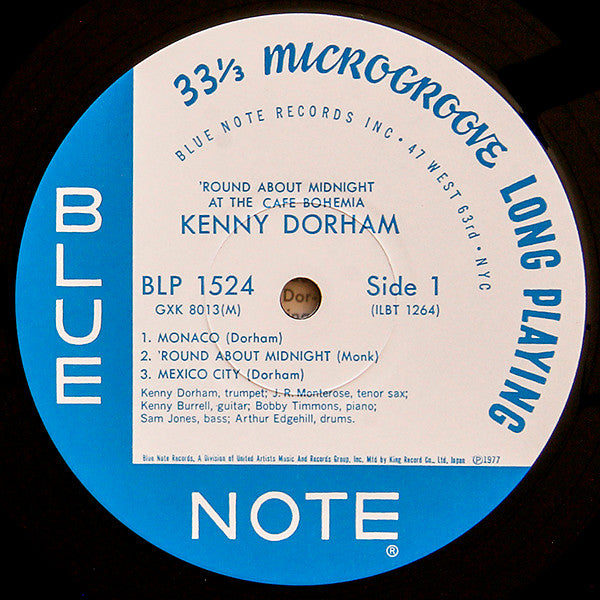 33⅓ MICROGROOVE LONG PLAYING
BLUE NOTE RECORDS INC • 47 WEST 63rd • NYC
'ROUND ABOUT MIDNIGHT
AT THE CAFE BOHEMIA
KENNY DORHAM
BLP 1524
GXK 8013(M)
Side 1
(ILBT 1264)
Dor-
1. MONACO (Dorham)
2. 'ROUND ABOUT MIDNIGHT (Monk)
3. MEXICO CITY (Dorham)
Kenny Dorham, trumpet; J. R. Monterose, tenor sax;
Kenny Burrell, guitar; Bobby Timmons, piano;
Sam Jones, bass; Arthur Edgehill, drums.
Blue Note Records, A Division of United Artists Music And Records Group, Inc. Mfd by King Record Co., Ltd, Japan ℗1977
BLUE
NOTE®